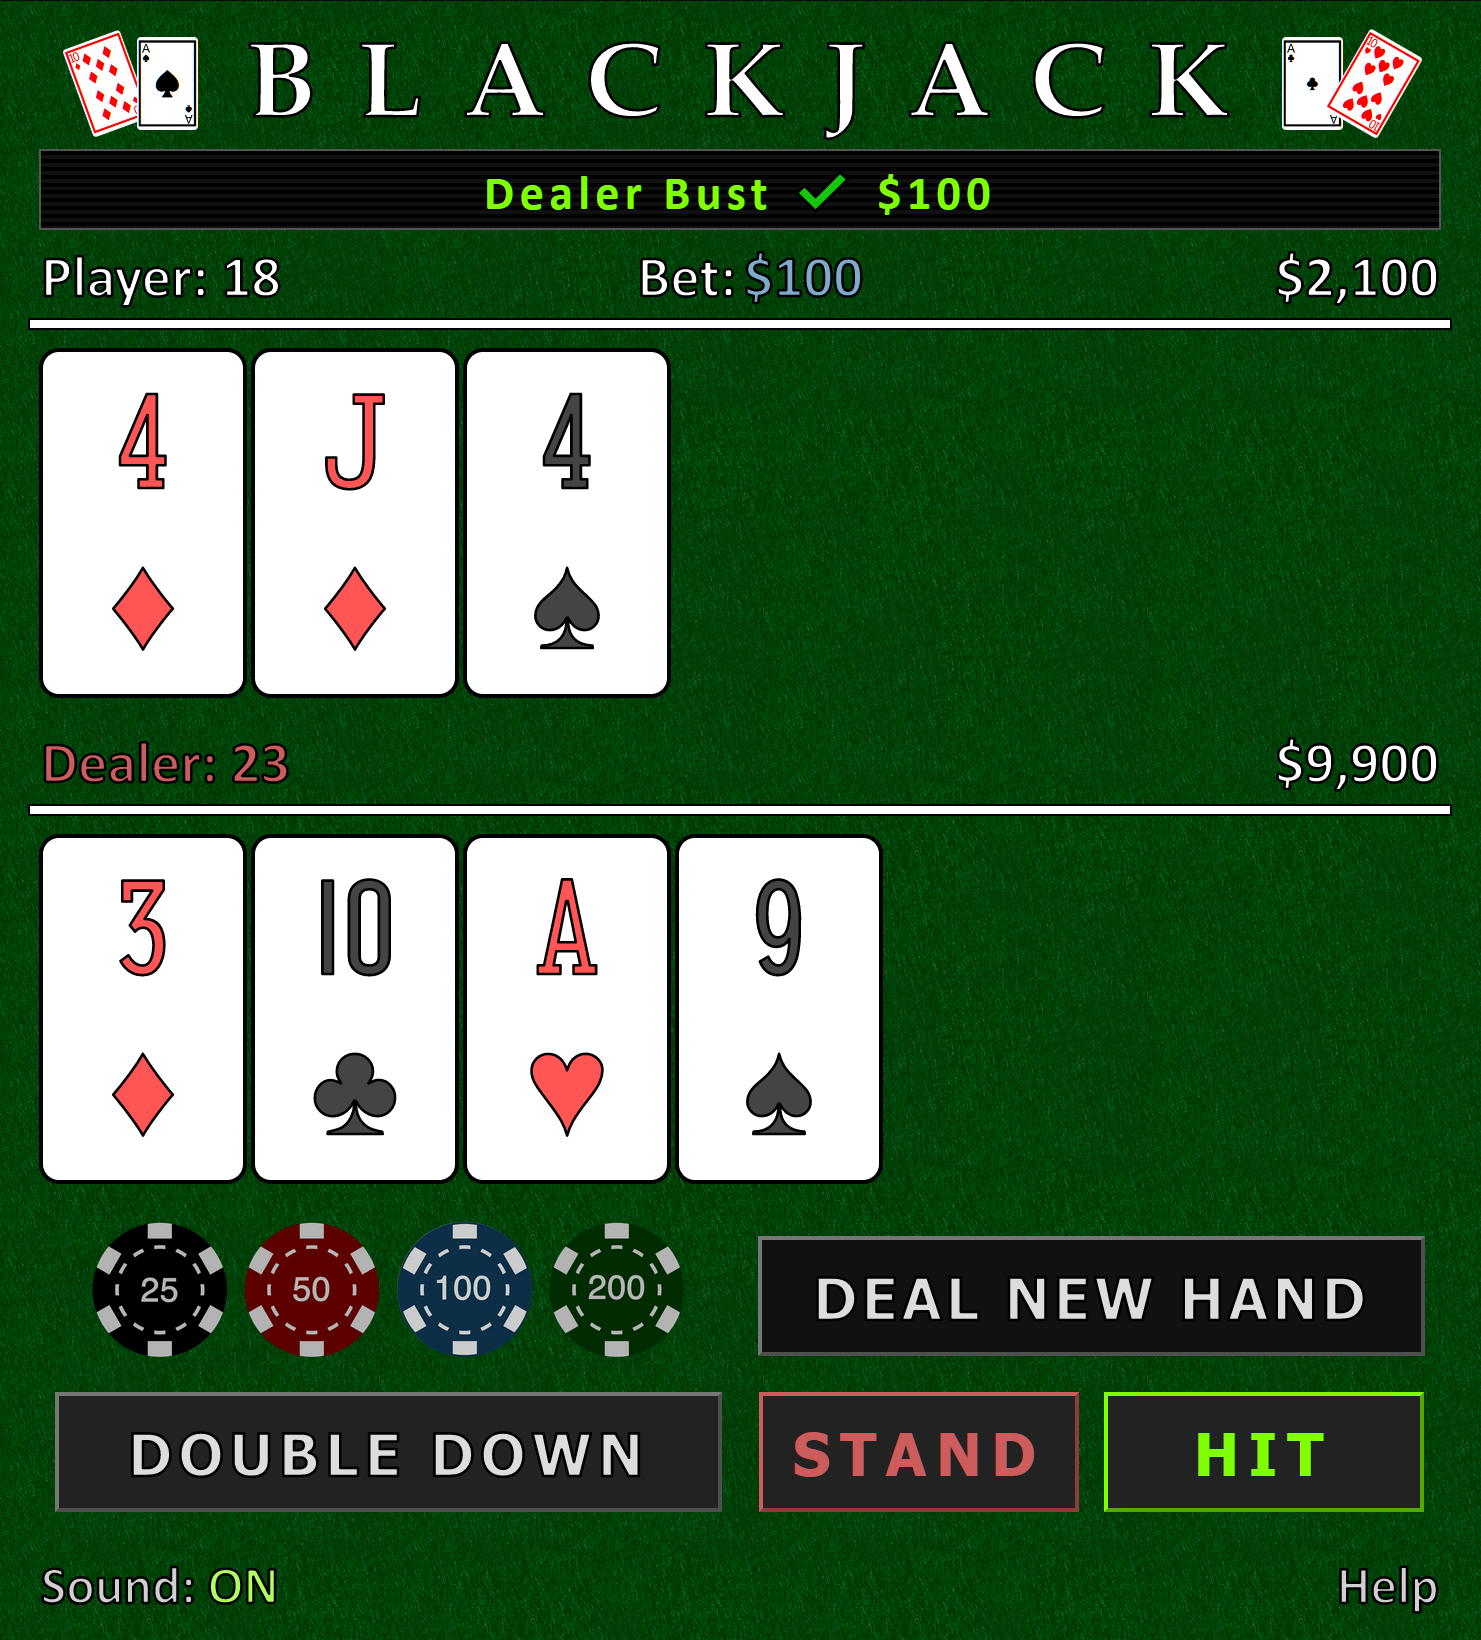 BLACKJACK
Dealer Bust ✓ $100
Player: 18 Bet: $100 $2,100
4 J 4
Dealer: 23 $9,900
3 10 A 9
25 50 100 200
DEAL NEW HAND
DOUBLE DOWN STAND HIT
Sound: ON Help